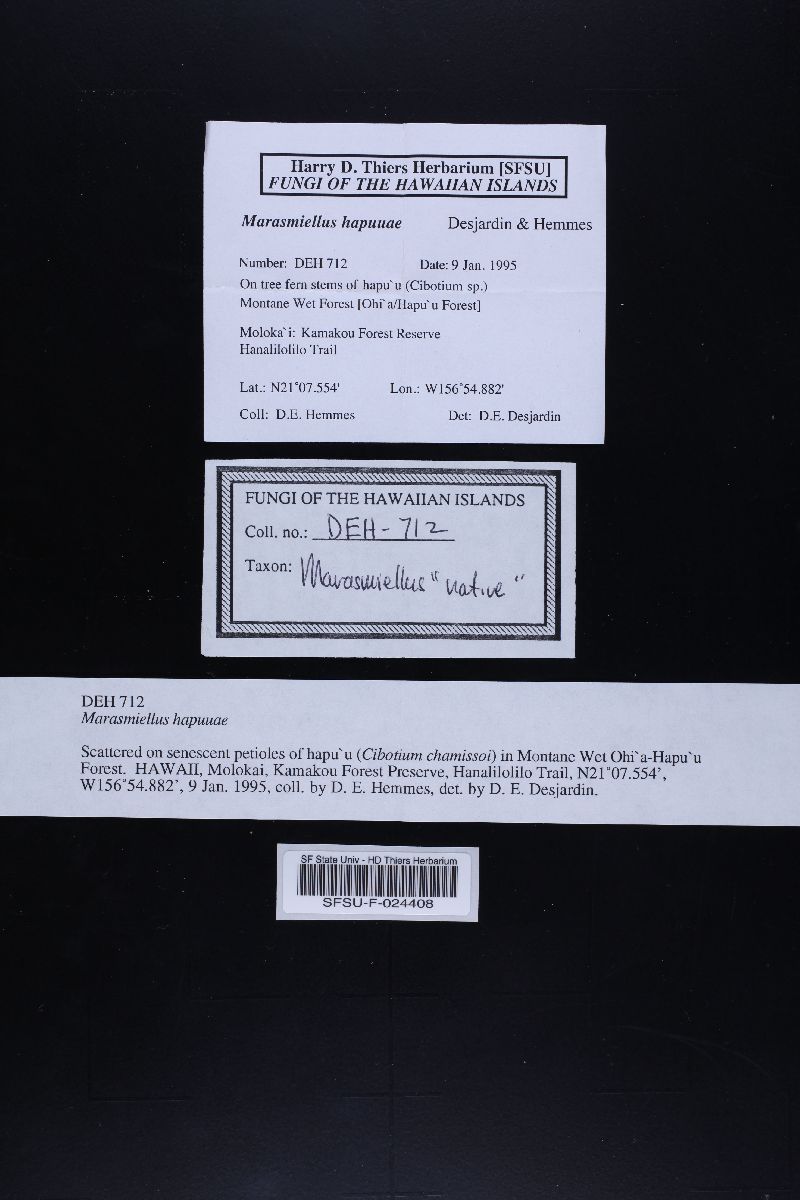 Harry D. Thiers Herbarium [SFSU]
FUNGI OF THE HAWAIIAN ISLANDS
Marasmiellus hapuuae Desjardin & Hemmes
Number: DEH 712 Date: 9 Jan. 1995
On tree fern stems of hapu`u (Cibotium sp.)
Montane Wet Forest [Ohi`a/Hapu`u Forest]
Moloka`i: Kamakou Forest Reserve
Hanalilolilo Trail
Lat.: N21°07.554' Lon.: W156°54.882'
Coll: D.E. Hemmes Det: D.E. Desjardin
FUNGI OF THE HAWAIIAN ISLANDS
Coll. no.: DEH-712
Taxon: Marasmiellus "native"
DEH 712
Marasmiellus hapuuae
Scattered on senescent petioles of hapu`u (Cibotium chamissoi) in Montane Wet Ohi`a-Hapu`u
Forest. HAWAII, Molokai, Kamakou Forest Preserve, Hanalilolilo Trail, N21°07.554',
W156°54.882', 9 Jan. 1995, coll. by D. E. Hemmes, det. by D. E. Desjardin.
SF State Univ - HD Thiers Herbarium
SFSU-F-024408